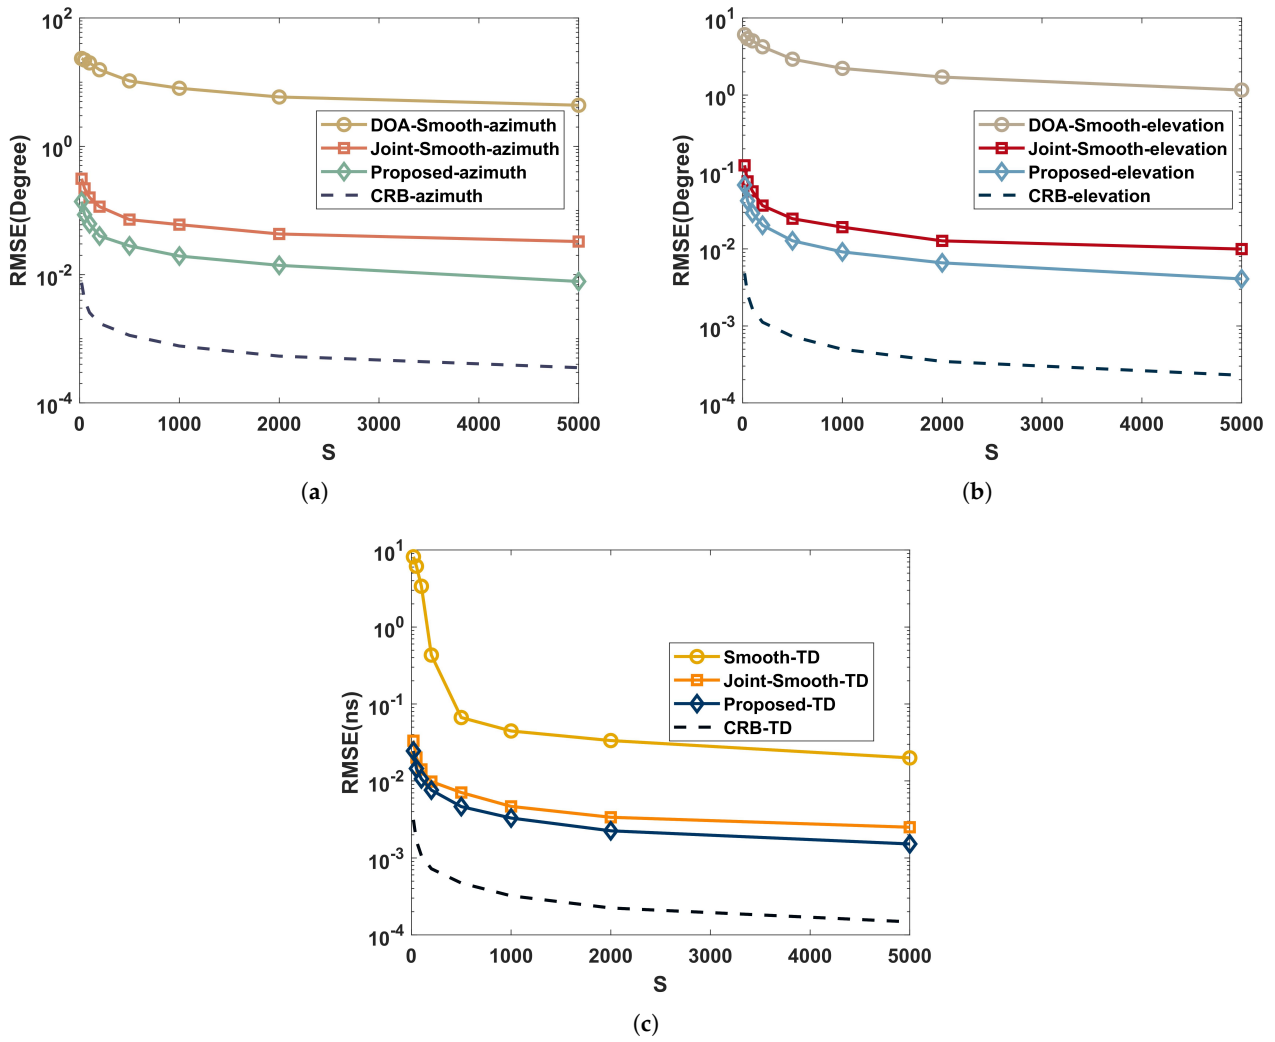 10^2
10^0
10^-2
10^-4
RMSE(Degree)
DOA-Smooth-azimuth
Joint-Smooth-azimuth
Proposed-azimuth
CRB-azimuth
0 1000 2000 3000 4000 5000
S
(a)
10^1
10^0
10^-1
10^-2
10^-3
10^-4
RMSE(Degree)
DOA-Smooth-elevation
Joint-Smooth-elevation
Proposed-elevation
CRB-elevation
0 1000 2000 3000 4000 5000
S
(b)
10^1
10^0
10^-1
10^-2
10^-3
10^-4
RMSE(ns)
Smooth-TD
Joint-Smooth-TD
Proposed-TD
CRB-TD
0 1000 2000 3000 4000 5000
S
(c)